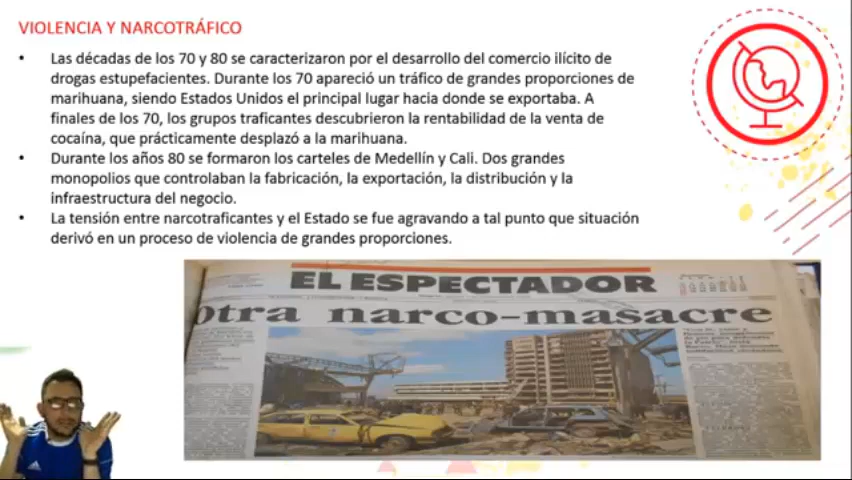 VIOLENCIA Y NARCOTRÁFICO
• Las décadas de los 70 y 80 se caracterizaron por el desarrollo del comercio ilícito de
drogas estupefacientes. Durante los 70 apareció un tráfico de grandes proporciones de
marihuana, siendo Estados Unidos el principal lugar hacia donde se exportaba. A
finales de los 70, los grupos traficantes descubrieron la rentabilidad de la venta de
cocaína, que prácticamente desplazó a la marihuana.
• Durante los años 80 se formaron los carteles de Medellín y Cali. Dos grandes
monopolios que controlaban la fabricación, la exportación, la distribución y la
infraestructura del negocio.
• La tensión entre narcotraficantes y el Estado se fue agravando a tal punto que situación
derivó en un proceso de violencia de grandes proporciones.
EL ESPECTADOR
otra narco-masacre